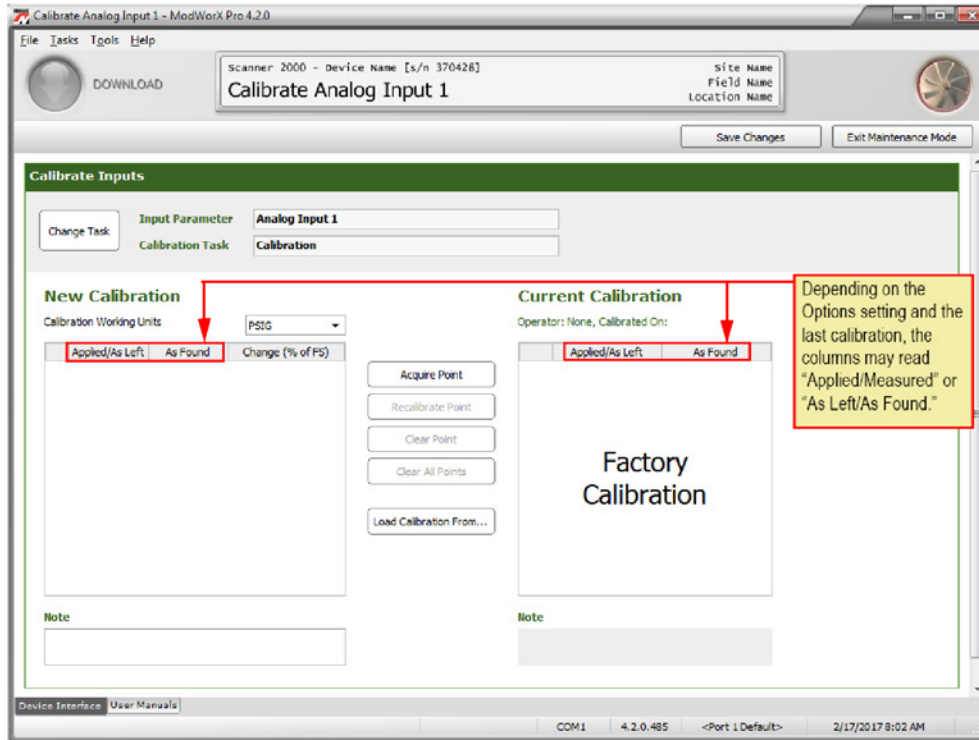 Calibrate Analog Input 1 - ModWorX Pro 4.2.0
File Tasks Tools Help
DOWNLOAD
Scanner 2000 - Device Name [s/n 370428]
Calibrate Analog Input 1
Site Name
Field Name
Location Name
Save Changes
Exit Maintenance Mode
Calibrate Inputs
Change Task
Input Parameter
Analog Input 1
Calibration Task
Calibration
New Calibration
Calibration Working Units
PSIG
Applied/As Left
As Found
Change (% of FS)
Acquire Point
Recalibrate Point
Clear Point
Clear All Points
Load Calibration From...
Current Calibration
Operator: None, Calibrated On:
Applied/As Left
As Found
Factory
Calibration
Depending on the
Options setting and the
last calibration, the
columns may read
“Applied/Measured” or
“As Left/As Found.”
Note
Note
Device Interface
User Manuals
COM1
4.2.0.485
<Port 1 Default>
2/17/2017 8:02 AM